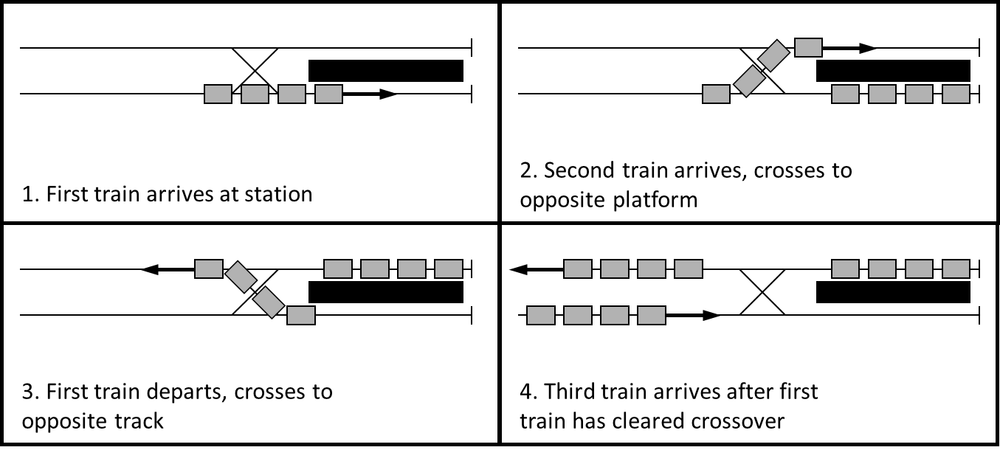 1. First train arrives at station
2. Second train arrives, crosses to
opposite platform
3. First train departs, crosses to
opposite track
4. Third train arrives after first
train has cleared crossover